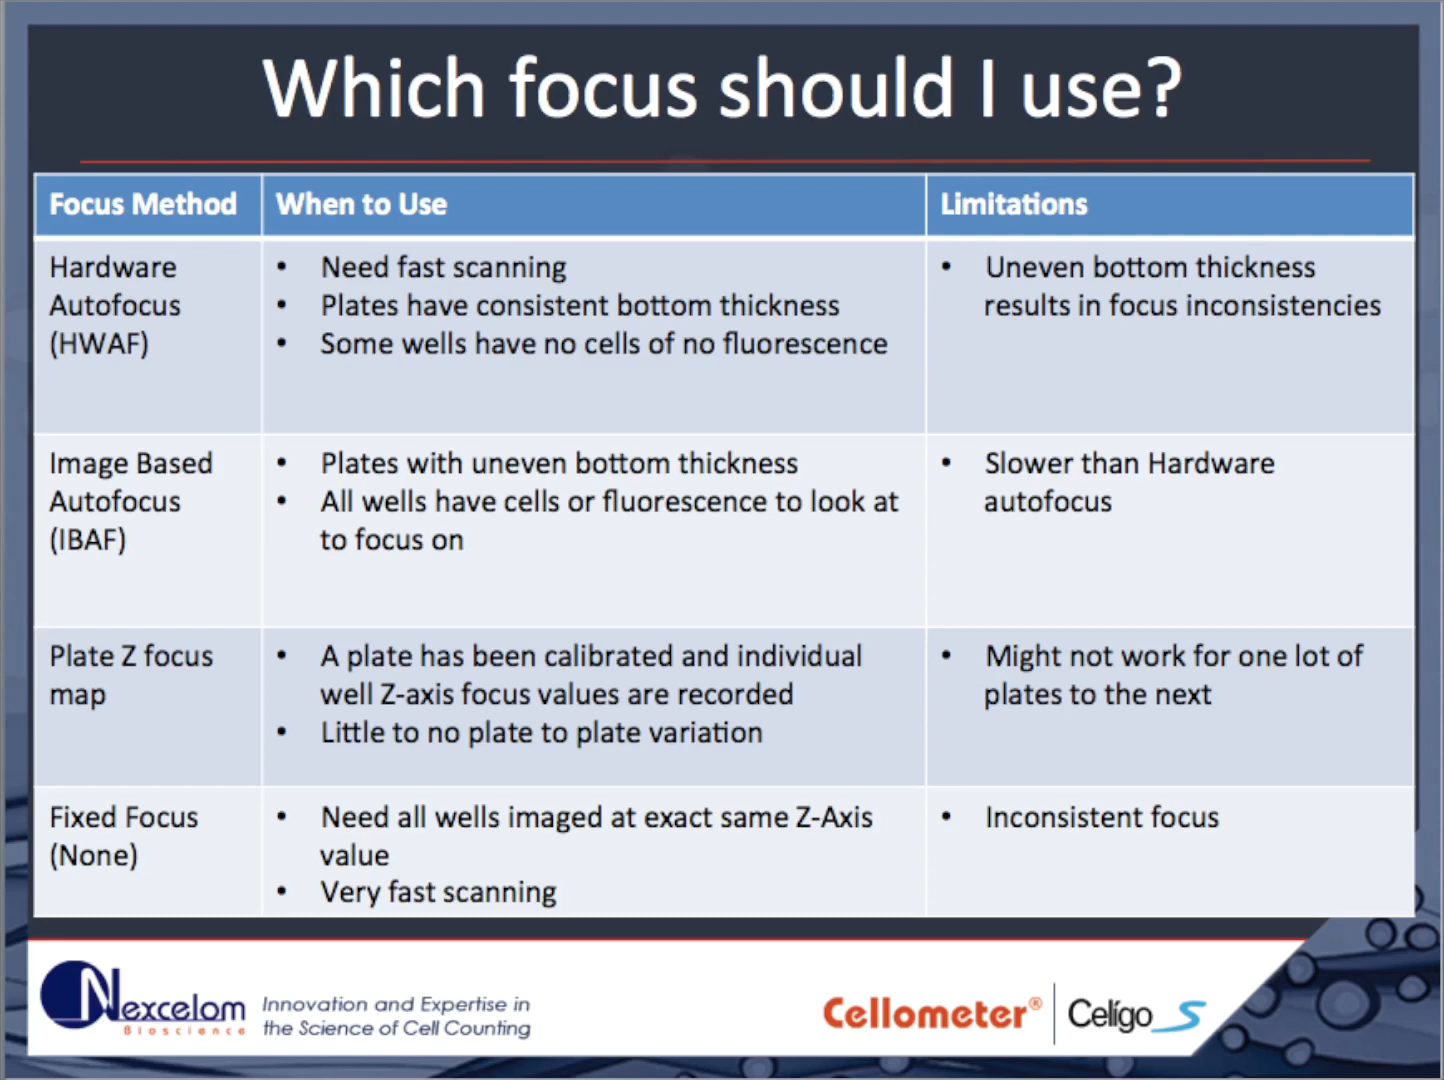 Which focus should I use?
Focus Method
When to Use
Limitations
Hardware
Autofocus
(HWAF)
• Need fast scanning
• Plates have consistent bottom thickness
• Some wells have no cells of no fluorescence
• Uneven bottom thickness
results in focus inconsistencies
Image Based
Autofocus
(IBAF)
• Plates with uneven bottom thickness
• All wells have cells or fluorescence to look at
to focus on
• Slower than Hardware
autofocus
Plate Z focus
map
• A plate has been calibrated and individual
well Z-axis focus values are recorded
• Little to no plate to plate variation
• Might not work for one lot of
plates to the next
Fixed Focus
(None)
• Need all wells imaged at exact same Z-Axis
value
• Very fast scanning
• Inconsistent focus
Nexcelom
Bioscience
Innovation and Expertise in
the Science of Cell Counting
Cellometer®
Celígo S